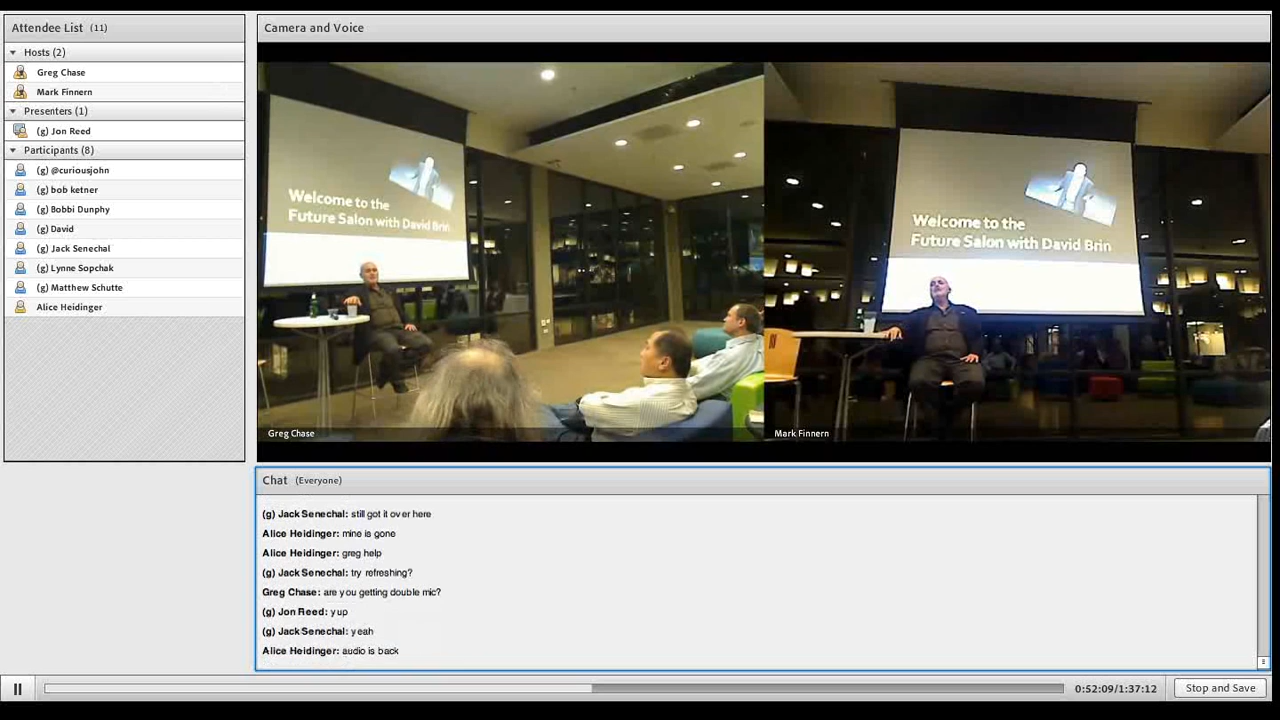 Attendee List (11)
Hosts (2)
Greg Chase
Mark Finnern
Presenters (1)
(g) Jon Reed
Participants (8)
(g) @curiousjohn
(g) bob ketner
(g) Bobbi Dunphy
(g) David
(g) Jack Senechal
(g) Lynne Sopchak
(g) Matthew Schutte
Alice Heidinger
Camera and Voice
Welcome to the
Future Salon with David Brin
Greg Chase
Welcome to the
Future Salon with David Brin
Mark Finnern
Chat (Everyone)
(g) Jack Senechal: still got it over here
Alice Heidinger: mine is gone
Alice Heidinger: greg help
(g) Jack Senechal: try refreshing?
Greg Chase: are you getting double mic?
(g) Jon Reed: yup
(g) Jack Senechal: yeah
Alice Heidinger: audio is back
0:52:09/1:37:12
Stop and Save